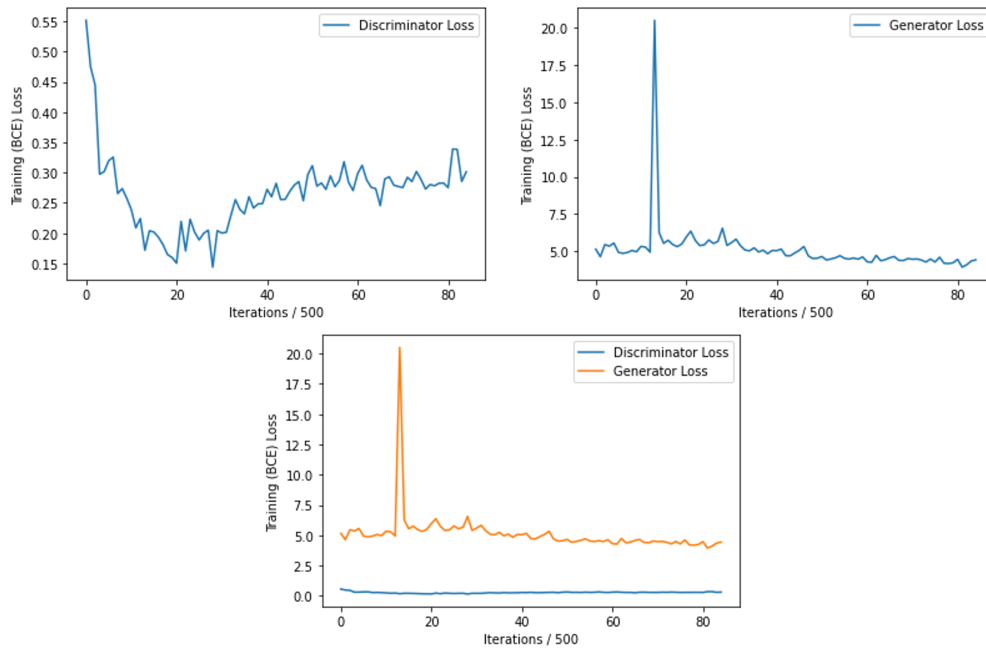 Discriminator Loss
0.55
0.50
0.45
0.40
0.35
0.30
0.25
0.20
0.15
Training (BCE) Loss
0 20 40 60 80
Iterations / 500
Generator Loss
20.0
17.5
15.0
12.5
10.0
7.5
5.0
Training (BCE) Loss
0 20 40 60 80
Iterations / 500
Discriminator Loss
Generator Loss
20.0
17.5
15.0
12.5
10.0
7.5
5.0
2.5
0.0
Training (BCE) Loss
0 20 40 60 80
Iterations / 500